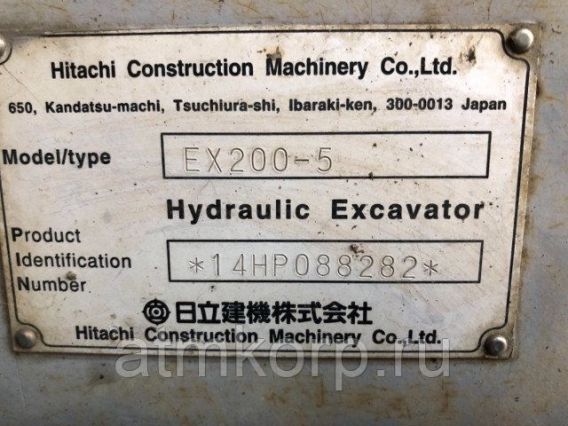 Hitachi Construction Machinery Co.,Ltd.
650, Kandatsu-machi, Tsuchiura-shi, Ibaraki-ken, 300-0013 Japan
Model/type EX200-5
Hydraulic Excavator
Product
Identification
Number *14HP088282*
日立建機株式会社
Hitachi Construction Machinery Co.,Ltd.
atmkorp.ru